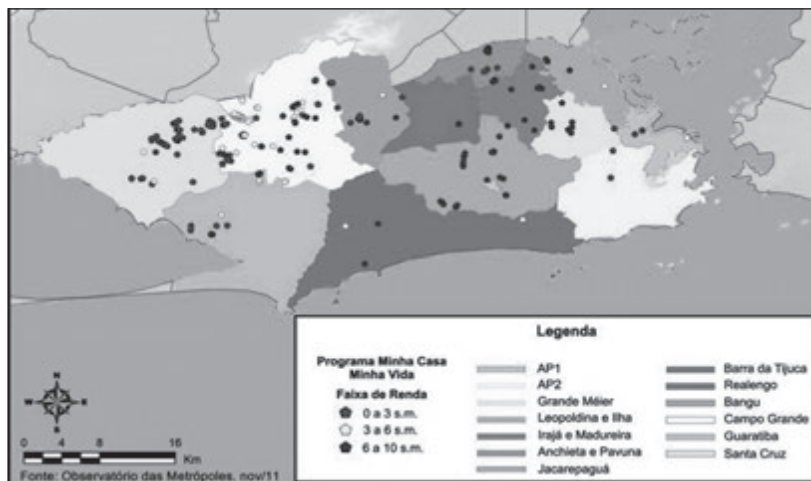 Legenda
Programa Minha Casa
Minha Vida
Faixa de Renda
0 a 3 s.m.
3 a 6 s.m.
6 a 10 s.m.
AP1
AP2
Grande Méier
Leopoldina e Ilha
Irajá e Madureira
Anchieta e Pavuna
Jacarepaguá
Barra da Tijuca
Realengo
Bangu
Campo Grande
Guaratiba
Santa Cruz
N
W E
S
0 4 8 16
Km
Fonte: Observatório das Metrópoles, nov/11